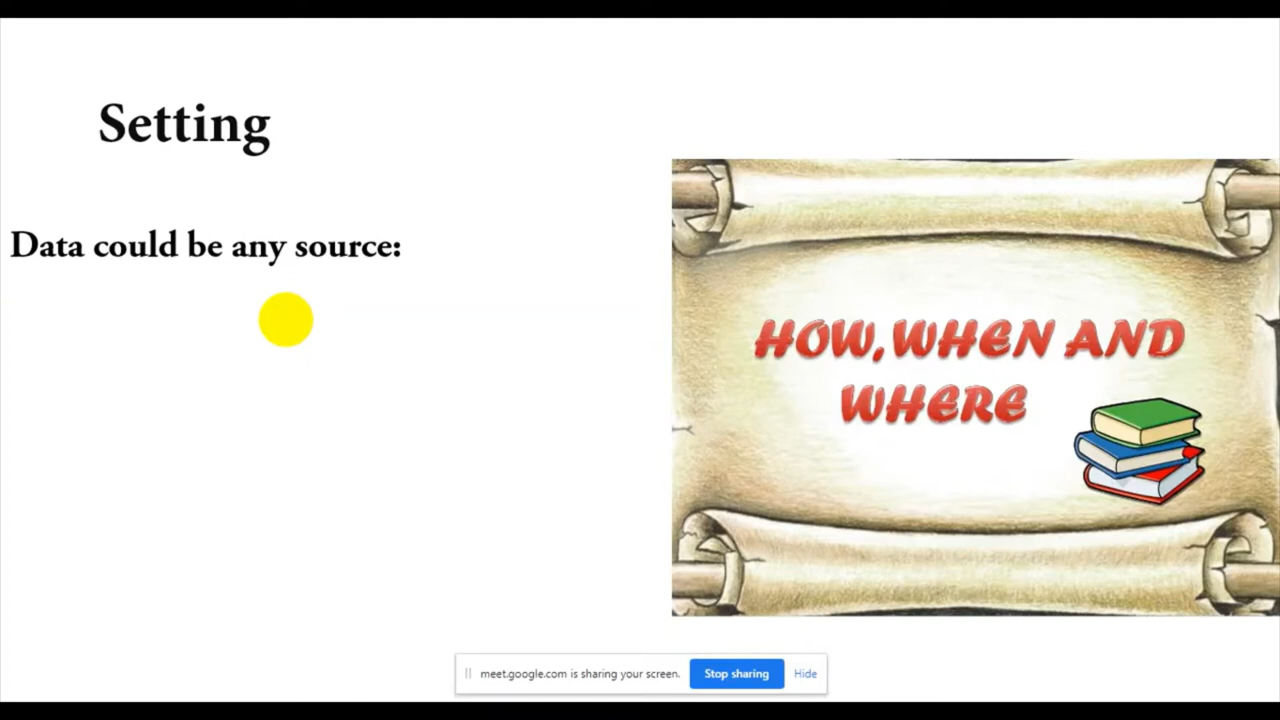 Setting
Data could be any source:
HOW, WHEN AND
WHERE
meet.google.com is sharing your screen.
Stop sharing
Hide